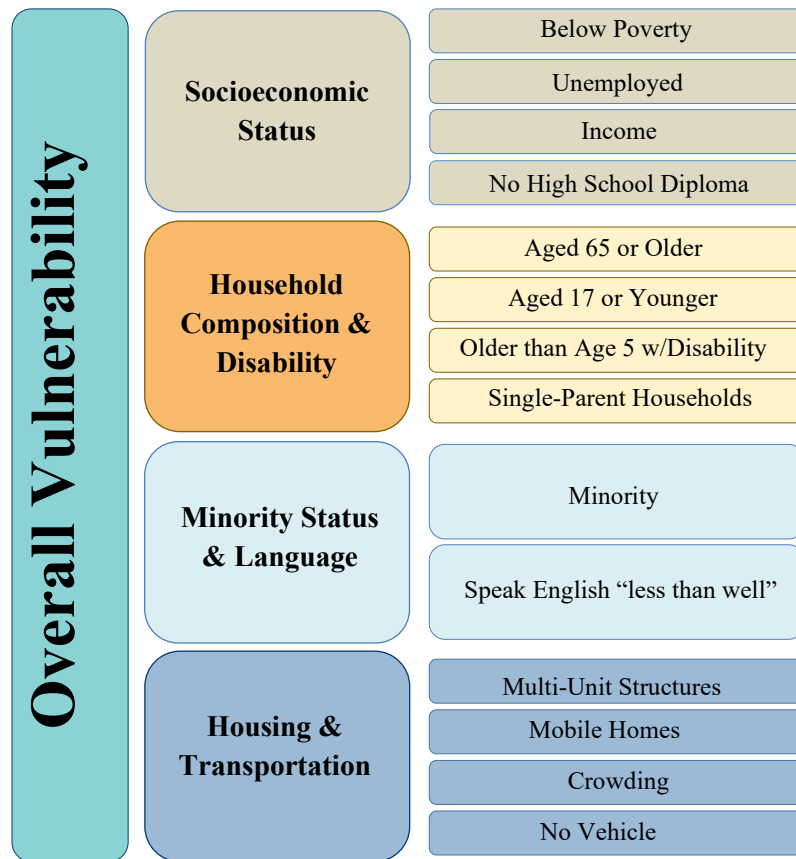 Overall Vulnerability
Socioeconomic
Status
Below Poverty
Unemployed
Income
No High School Diploma
Household
Composition &
Disability
Aged 65 or Older
Aged 17 or Younger
Older than Age 5 w/Disability
Single-Parent Households
Minority Status
& Language
Minority
Speak English “less than well”
Housing &
Transportation
Multi-Unit Structures
Mobile Homes
Crowding
No Vehicle